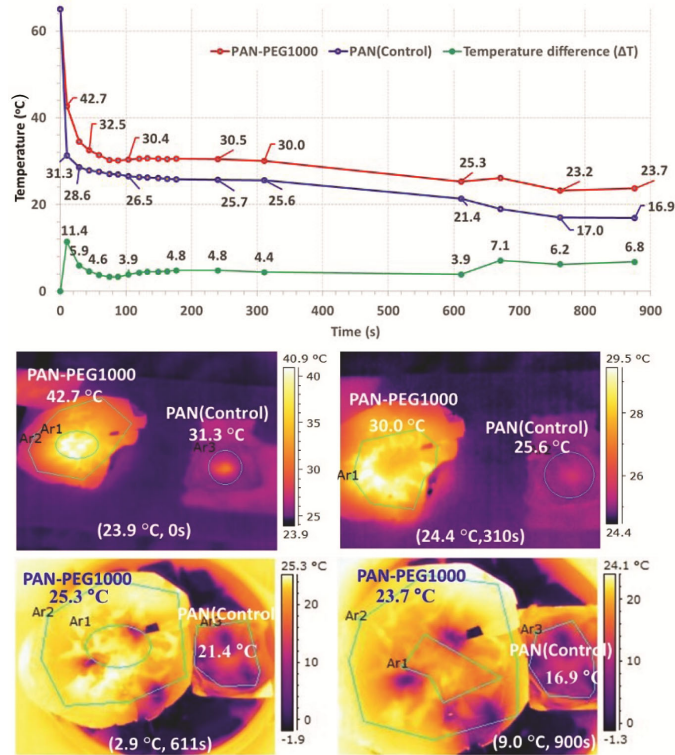 60
40
20
0
Temperature (°C)
PAN-PEG1000
PAN(Control)
Temperature difference (ΔT)
42.7
32.5
30.4
30.5
30.0
25.3
23.2
23.7
31.3
28.6
26.5
25.7
25.6
21.4
17.0
16.9
11.4
5.9
4.6
3.9
4.8
4.8
4.4
3.9
7.1
6.2
6.8
0 100 200 300 400 500 600 700 800 900
Time (s)
PAN-PEG1000
42.7 °C
PAN(Control)
31.3 °C
Ar1
Ar2
Ar3
(23.9 °C, 0s)
40.9 °C
40
35
30
25
23.9
PAN-PEG1000
30.0 °C
PAN(Control)
25.6 °C
Ar1
(24.4 °C,310s)
29.5 °C
28
26
24.4
PAN-PEG1000
25.3 °C
Ar2
Ar1
PAN(Control)
Ar3
21.4 °C
(2.9 °C, 611s)
25.3 °C
20
10
0
-1.9
PAN-PEG1000
23.7 °C
Ar2
Ar1
Ar3
PAN(Control)
16.9 °C
(9.0 °C, 900s)
24.1 °C
20
10
0
-1.3